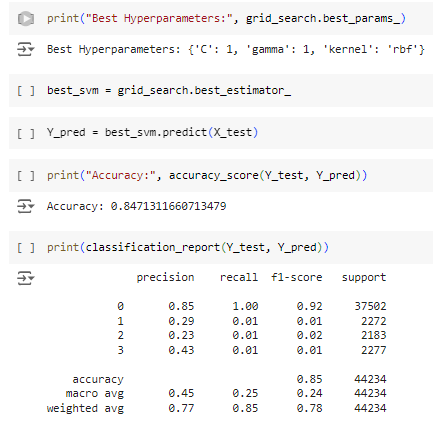 print("Best Hyperparameters:", grid_search.best_params_)
Best Hyperparameters: {'C': 1, 'gamma': 1, 'kernel': 'rbf'}
[ ] best_svm = grid_search.best_estimator_
[ ] Y_pred = best_svm.predict(X_test)
[ ] print("Accuracy:", accuracy_score(Y_test, Y_pred))
Accuracy: 0.8471311660713479
[ ] print(classification_report(Y_test, Y_pred))
precision recall f1-score support
0 0.85 1.00 0.92 37502
1 0.29 0.01 0.01 2272
2 0.23 0.01 0.02 2183
3 0.43 0.01 0.01 2277
accuracy 0.85 44234
macro avg 0.45 0.25 0.24 44234
weighted avg 0.77 0.85 0.78 44234